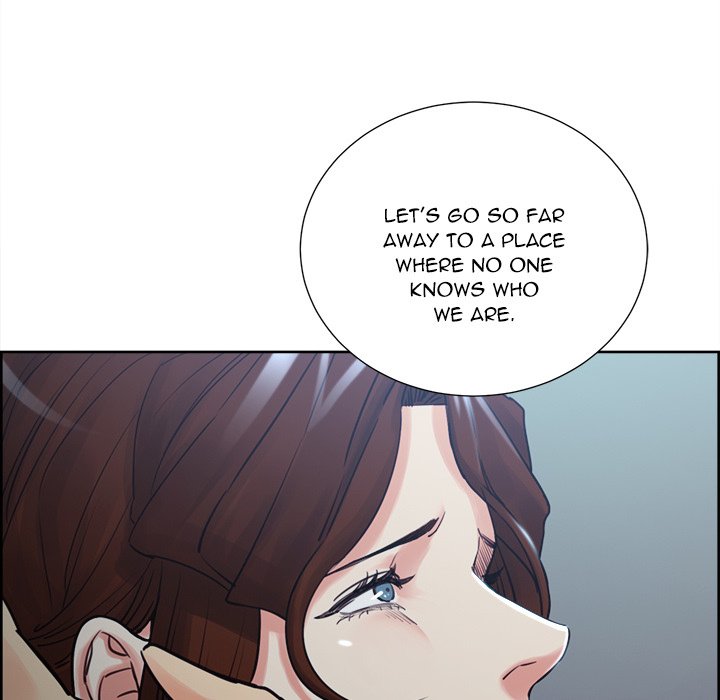 LET'S GO SO FAR
AWAY TO A PLACE
WHERE NO ONE
KNOWS WHO
WE ARE.